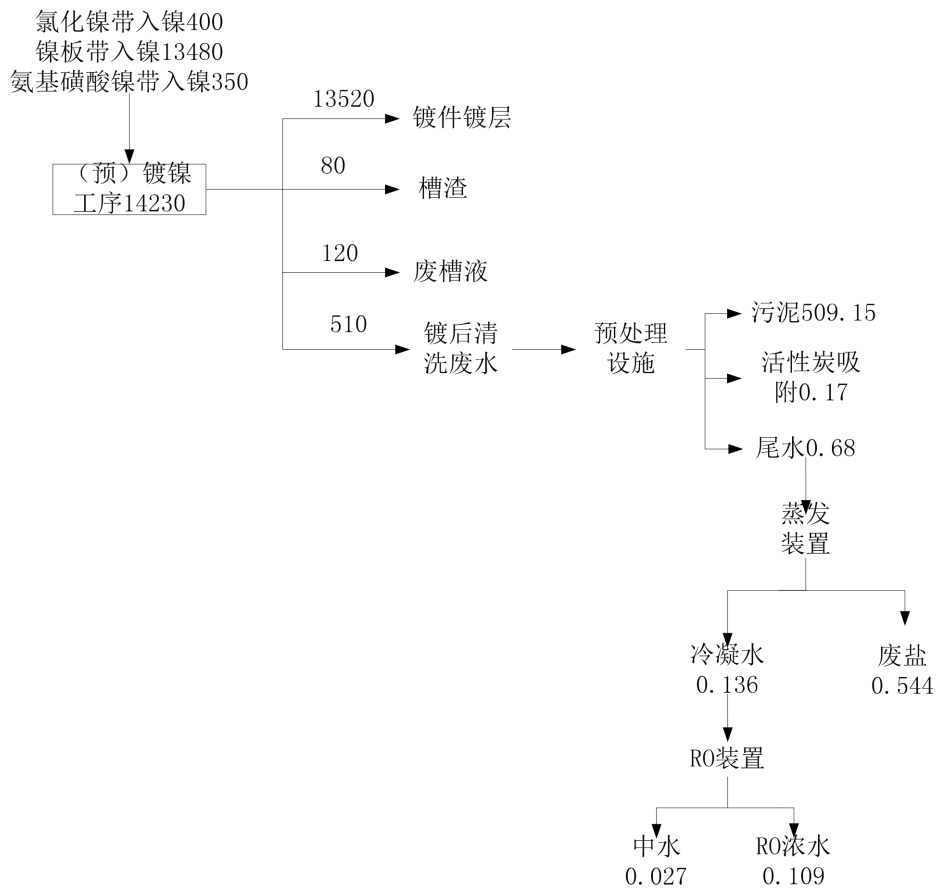 氯化镍带入镍400
镍板带入镍13480
氨基磺酸镍带入镍350
（预）镀镍
工序14230
13520
镀件镀层
80
槽渣
120
废槽液
510
镀后清
洗废水
预处理
设施
污泥509.15
活性炭吸
附0.17
尾水0.68
蒸发
装置
冷凝水
0.136
废盐
0.544
RO装置
中水
0.027
RO浓水
0.109